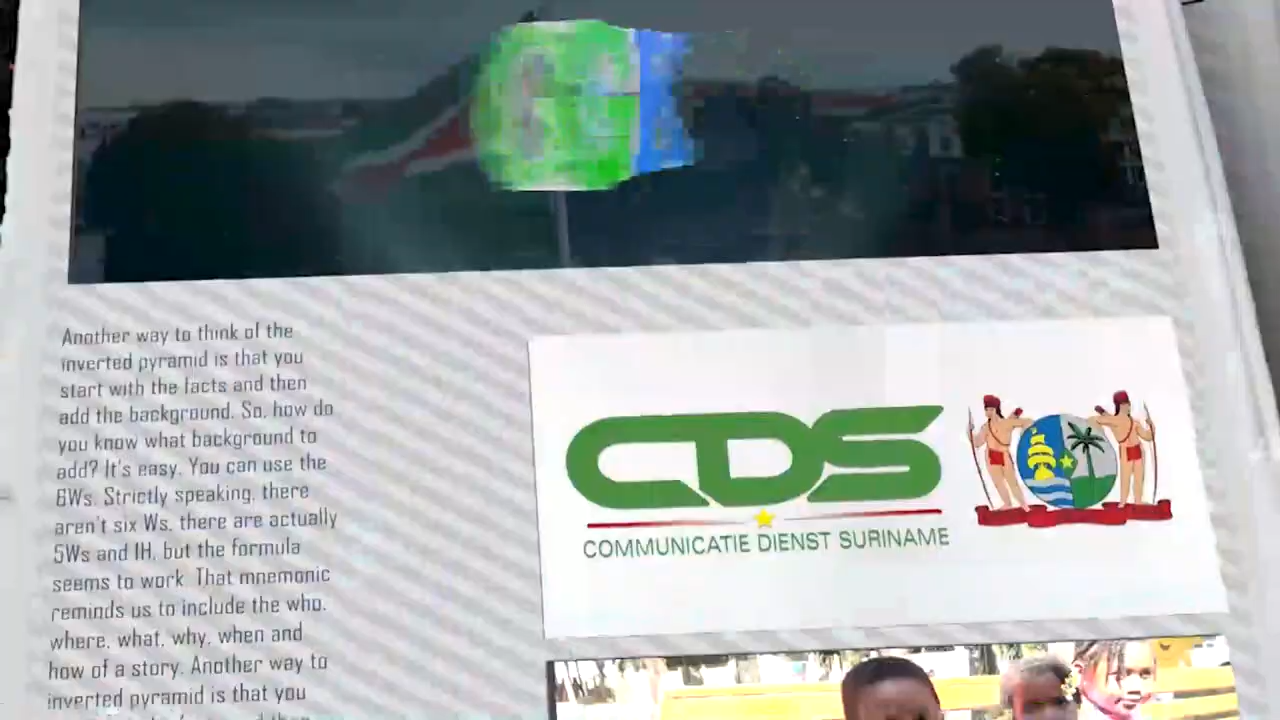 Another way to think of the
inverted pyramid is that you
start with the facts and then
add the background. So, how do
you know what background to
add? It's easy. You can use the
6Ws. Strictly speaking, there
aren't six Ws, there are actually
5Ws and IH, but the formula
seems to work. That mnemonic
reminds us to include the who,
where, what, why, when and
how of a story. Another way to
inverted pyramid is that you
CDS
COMMUNICATIE DIENST SURINAME